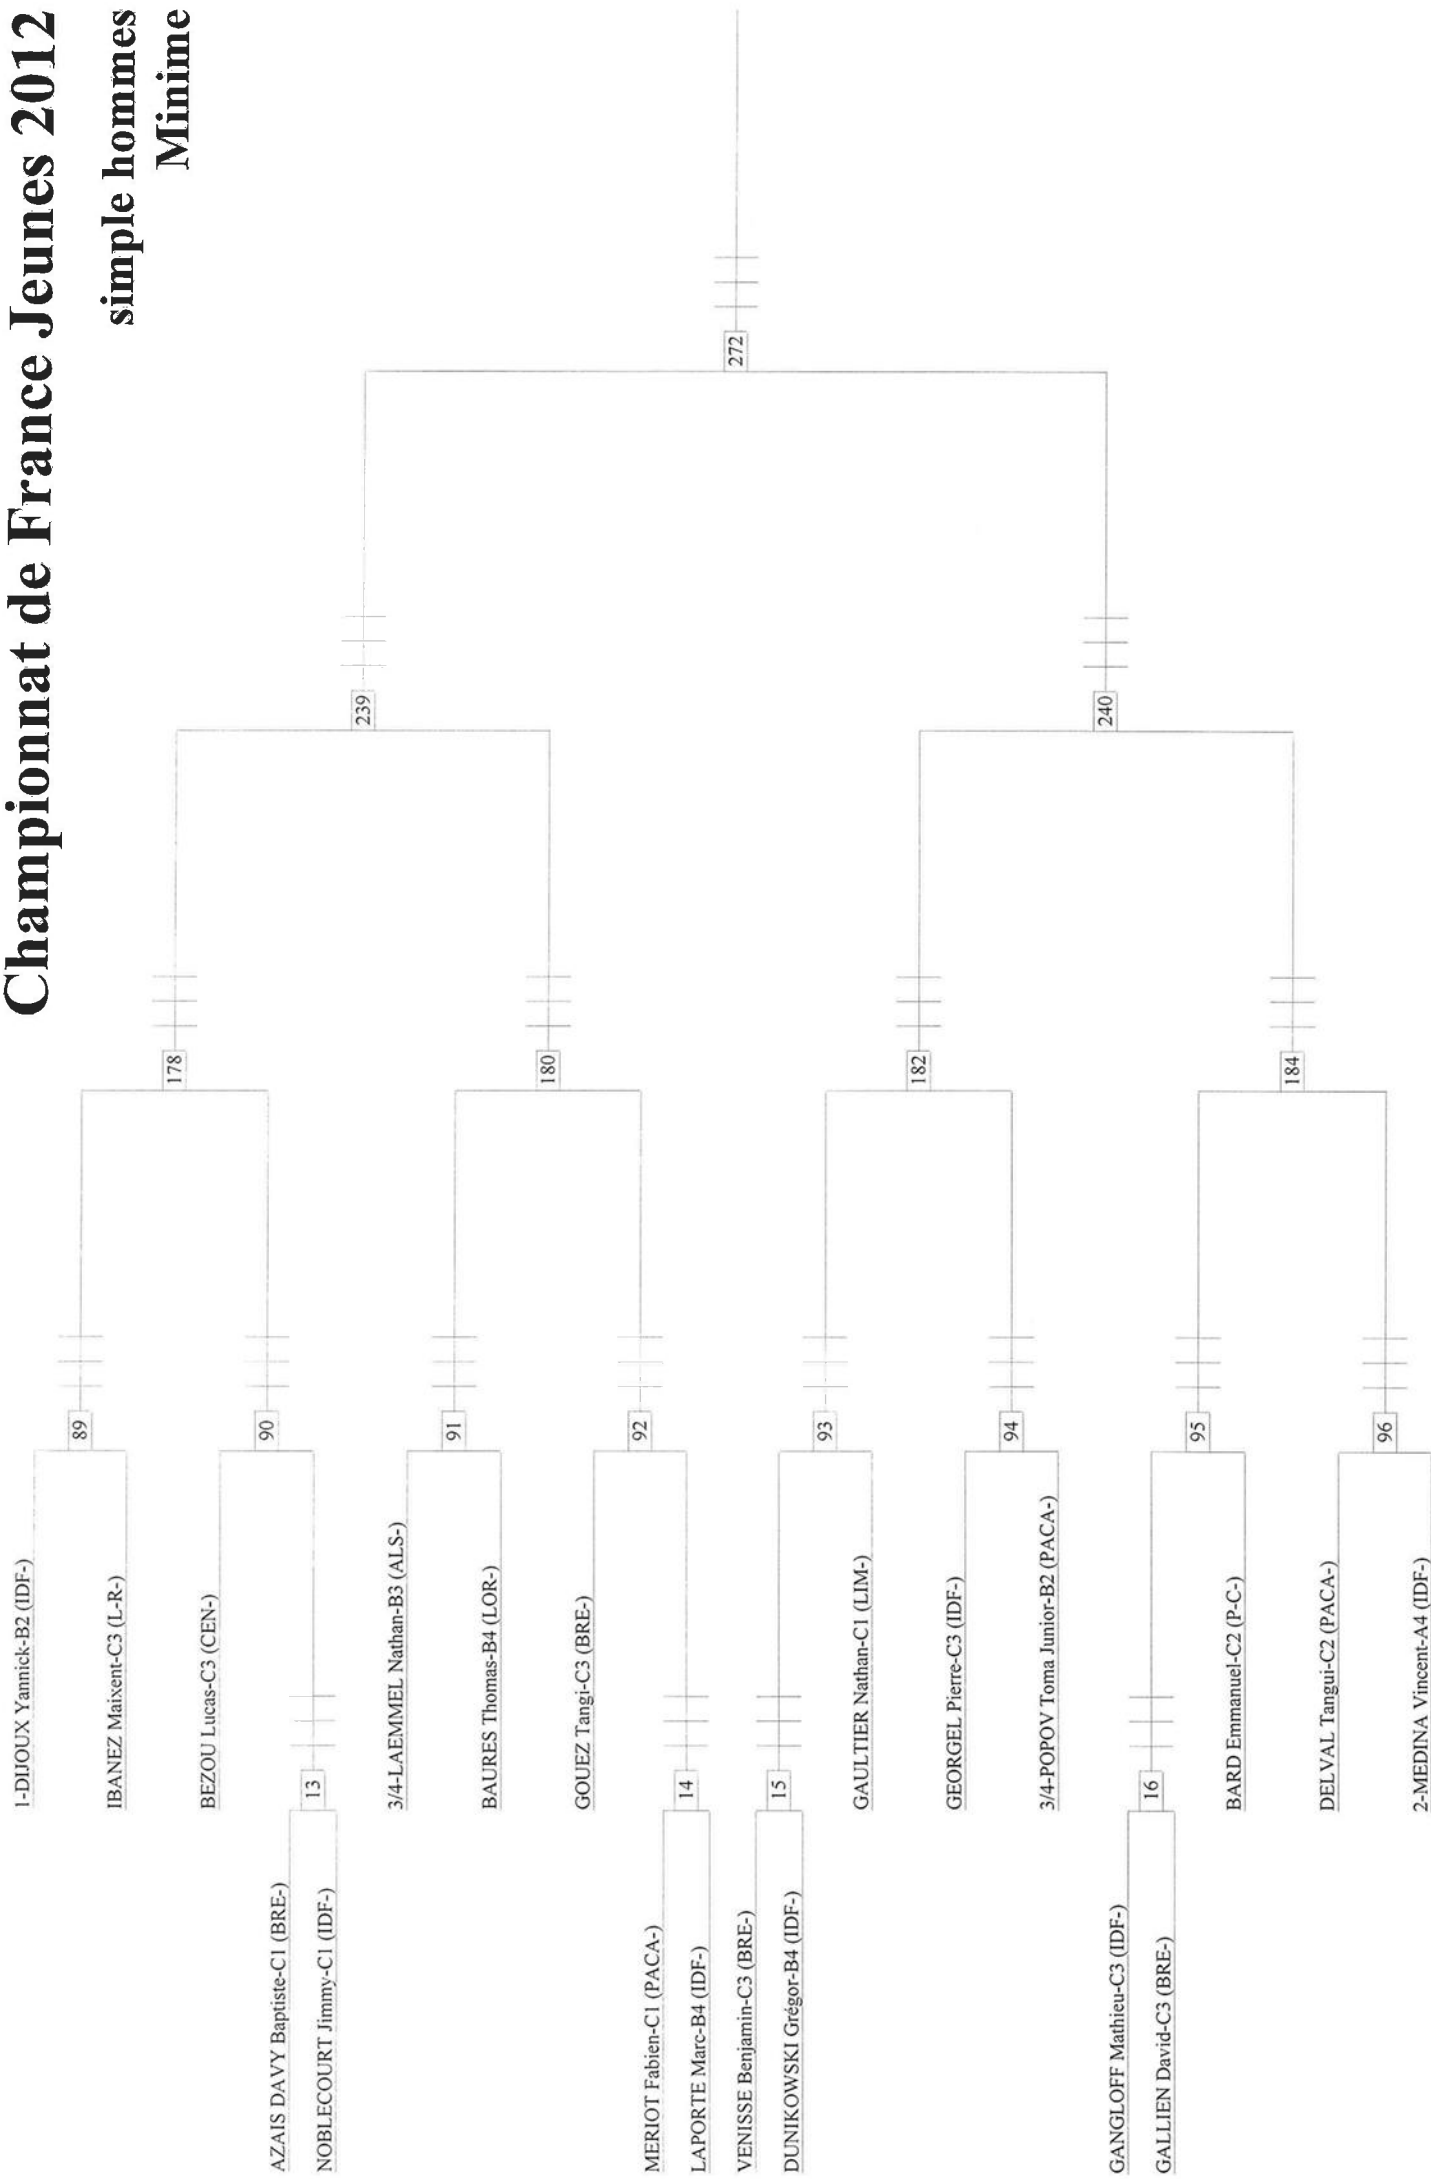 Championnat de France Jeunes 2012
simple hommes
Minime
1-DIJOUX Yannick-B2 (IDF-)
89
IBANEZ Maixent-C3 (L-R-)
178
BEZOU Lucas-C3 (CEN-)
90
AZAIS DAVY Baptiste-C1 (BRE-)
13
NOBLECOURT Jimmy-C1 (IDF-)
239
3/4-LAEMMEL Nathan-B3 (ALS-)
91
BAURES Thomas-B4 (LOR-)
180
GOUEZ Tangi-C3 (BRE-)
92
MERIOT Fabien-C1 (PACA-)
14
LAPORTE Marc-B4 (IDF-)
272
VENISSE Benjamin-C3 (BRE-)
15
DUNIKOWSKI Grégor-B4 (IDF-)
93
GAULTIER Nathan-C1 (LIM-)
182
GEORGEL Pierre-C3 (IDF-)
94
3/4-POPOV Toma Junior-B2 (PACA-)
240
GANGLOFF Mathieu-C3 (IDF-)
16
GALLIEN David-C3 (BRE-)
95
BARD Emmanuel-C2 (P-C-)
184
DELVAL Tangui-C2 (PACA-)
96
2-MEDINA Vincent-A4 (IDF-)